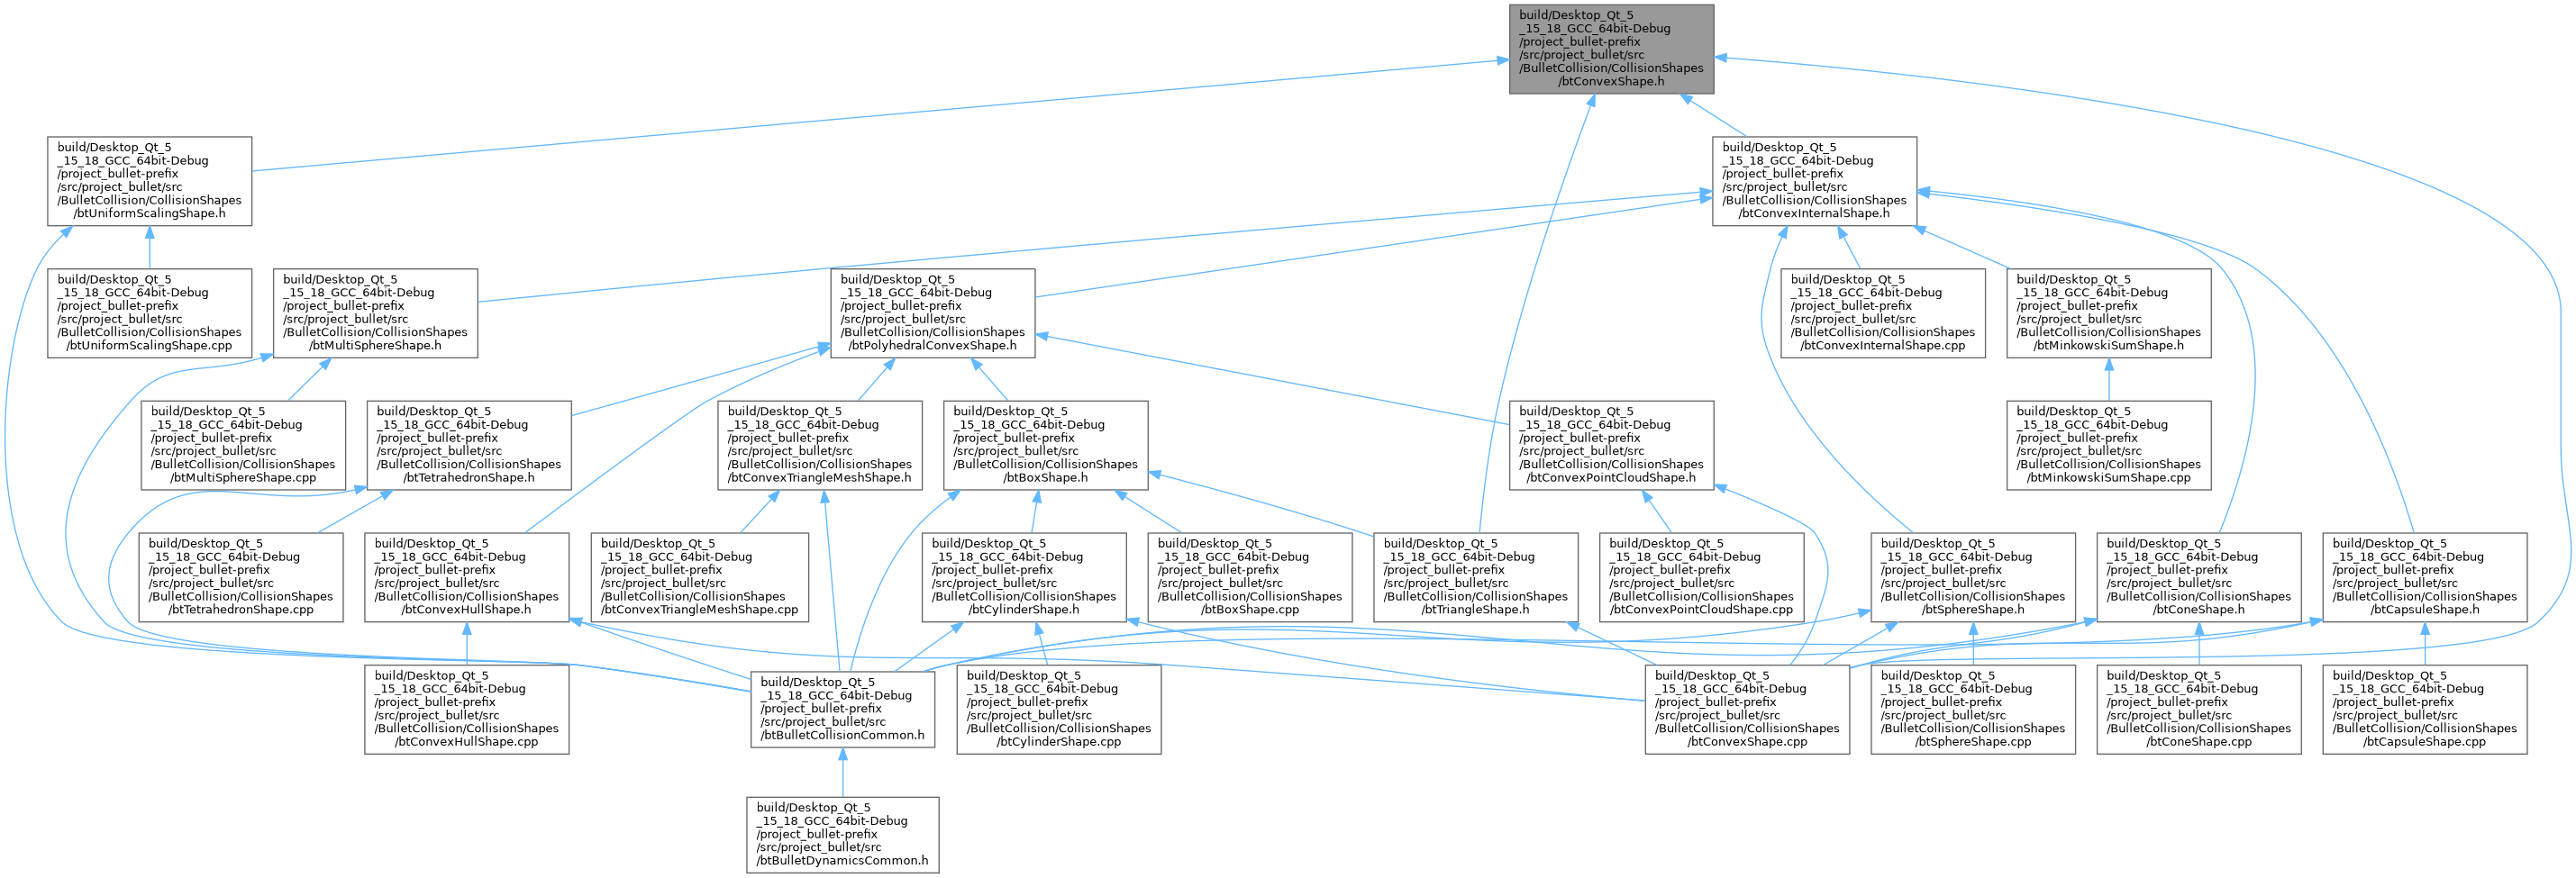 build/Desktop_Qt_5
_15_18_GCC_64bit-Debug
/project_bullet-prefix
/src/project_bullet/src
/BulletCollision/CollisionShapes
/btConvexShape.h
build/Desktop_Qt_5
_15_18_GCC_64bit-Debug
/project_bullet-prefix
/src/project_bullet/src
/BulletCollision/CollisionShapes
/btUniformScalingShape.h
build/Desktop_Qt_5
_15_18_GCC_64bit-Debug
/project_bullet-prefix
/src/project_bullet/src
/BulletCollision/CollisionShapes
/btConvexInternalShape.h
build/Desktop_Qt_5
_15_18_GCC_64bit-Debug
/project_bullet-prefix
/src/project_bullet/src
/BulletCollision/CollisionShapes
/btUniformScalingShape.cpp
build/Desktop_Qt_5
_15_18_GCC_64bit-Debug
/project_bullet-prefix
/src/project_bullet/src
/BulletCollision/CollisionShapes
/btMultiSphereShape.h
build/Desktop_Qt_5
_15_18_GCC_64bit-Debug
/project_bullet-prefix
/src/project_bullet/src
/BulletCollision/CollisionShapes
/btPolyhedralConvexShape.h
build/Desktop_Qt_5
_15_18_GCC_64bit-Debug
/project_bullet-prefix
/src/project_bullet/src
/BulletCollision/CollisionShapes
/btConvexInternalShape.cpp
build/Desktop_Qt_5
_15_18_GCC_64bit-Debug
/project_bullet-prefix
/src/project_bullet/src
/BulletCollision/CollisionShapes
/btMinkowskiSumShape.h
build/Desktop_Qt_5
_15_18_GCC_64bit-Debug
/project_bullet-prefix
/src/project_bullet/src
/BulletCollision/CollisionShapes
/btMultiSphereShape.cpp
build/Desktop_Qt_5
_15_18_GCC_64bit-Debug
/project_bullet-prefix
/src/project_bullet/src
/BulletCollision/CollisionShapes
/btTetrahedronShape.h
build/Desktop_Qt_5
_15_18_GCC_64bit-Debug
/project_bullet-prefix
/src/project_bullet/src
/BulletCollision/CollisionShapes
/btConvexTriangleMeshShape.h
build/Desktop_Qt_5
_15_18_GCC_64bit-Debug
/project_bullet-prefix
/src/project_bullet/src
/BulletCollision/CollisionShapes
/btBoxShape.h
build/Desktop_Qt_5
_15_18_GCC_64bit-Debug
/project_bullet-prefix
/src/project_bullet/src
/BulletCollision/CollisionShapes
/btConvexPointCloudShape.h
build/Desktop_Qt_5
_15_18_GCC_64bit-Debug
/project_bullet-prefix
/src/project_bullet/src
/BulletCollision/CollisionShapes
/btMinkowskiSumShape.cpp
build/Desktop_Qt_5
_15_18_GCC_64bit-Debug
/project_bullet-prefix
/src/project_bullet/src
/BulletCollision/CollisionShapes
/btTetrahedronShape.cpp
build/Desktop_Qt_5
_15_18_GCC_64bit-Debug
/project_bullet-prefix
/src/project_bullet/src
/BulletCollision/CollisionShapes
/btConvexHullShape.h
build/Desktop_Qt_5
_15_18_GCC_64bit-Debug
/project_bullet-prefix
/src/project_bullet/src
/BulletCollision/CollisionShapes
/btConvexTriangleMeshShape.cpp
build/Desktop_Qt_5
_15_18_GCC_64bit-Debug
/project_bullet-prefix
/src/project_bullet/src
/BulletCollision/CollisionShapes
/btCylinderShape.h
build/Desktop_Qt_5
_15_18_GCC_64bit-Debug
/project_bullet-prefix
/src/project_bullet/src
/BulletCollision/CollisionShapes
/btBoxShape.cpp
build/Desktop_Qt_5
_15_18_GCC_64bit-Debug
/project_bullet-prefix
/src/project_bullet/src
/BulletCollision/CollisionShapes
/btTriangleShape.h
build/Desktop_Qt_5
_15_18_GCC_64bit-Debug
/project_bullet-prefix
/src/project_bullet/src
/BulletCollision/CollisionShapes
/btConvexPointCloudShape.cpp
build/Desktop_Qt_5
_15_18_GCC_64bit-Debug
/project_bullet-prefix
/src/project_bullet/src
/BulletCollision/CollisionShapes
/btSphereShape.h
build/Desktop_Qt_5
_15_18_GCC_64bit-Debug
/project_bullet-prefix
/src/project_bullet/src
/BulletCollision/CollisionShapes
/btConeShape.h
build/Desktop_Qt_5
_15_18_GCC_64bit-Debug
/project_bullet-prefix
/src/project_bullet/src
/BulletCollision/CollisionShapes
/btCapsuleShape.h
build/Desktop_Qt_5
_15_18_GCC_64bit-Debug
/project_bullet-prefix
/src/project_bullet/src
/BulletCollision/CollisionShapes
/btConvexHullShape.cpp
build/Desktop_Qt_5
_15_18_GCC_64bit-Debug
/project_bullet-prefix
/src/project_bullet/src
/btBulletCollisionCommon.h
build/Desktop_Qt_5
_15_18_GCC_64bit-Debug
/project_bullet-prefix
/src/project_bullet/src
/BulletCollision/CollisionShapes
/btCylinderShape.cpp
build/Desktop_Qt_5
_15_18_GCC_64bit-Debug
/project_bullet-prefix
/src/project_bullet/src
/BulletCollision/CollisionShapes
/btConvexShape.cpp
build/Desktop_Qt_5
_15_18_GCC_64bit-Debug
/project_bullet-prefix
/src/project_bullet/src
/BulletCollision/CollisionShapes
/btSphereShape.cpp
build/Desktop_Qt_5
_15_18_GCC_64bit-Debug
/project_bullet-prefix
/src/project_bullet/src
/BulletCollision/CollisionShapes
/btConeShape.cpp
build/Desktop_Qt_5
_15_18_GCC_64bit-Debug
/project_bullet-prefix
/src/project_bullet/src
/BulletCollision/CollisionShapes
/btCapsuleShape.cpp
build/Desktop_Qt_5
_15_18_GCC_64bit-Debug
/project_bullet-prefix
/src/project_bullet/src
/btBulletDynamicsCommon.h